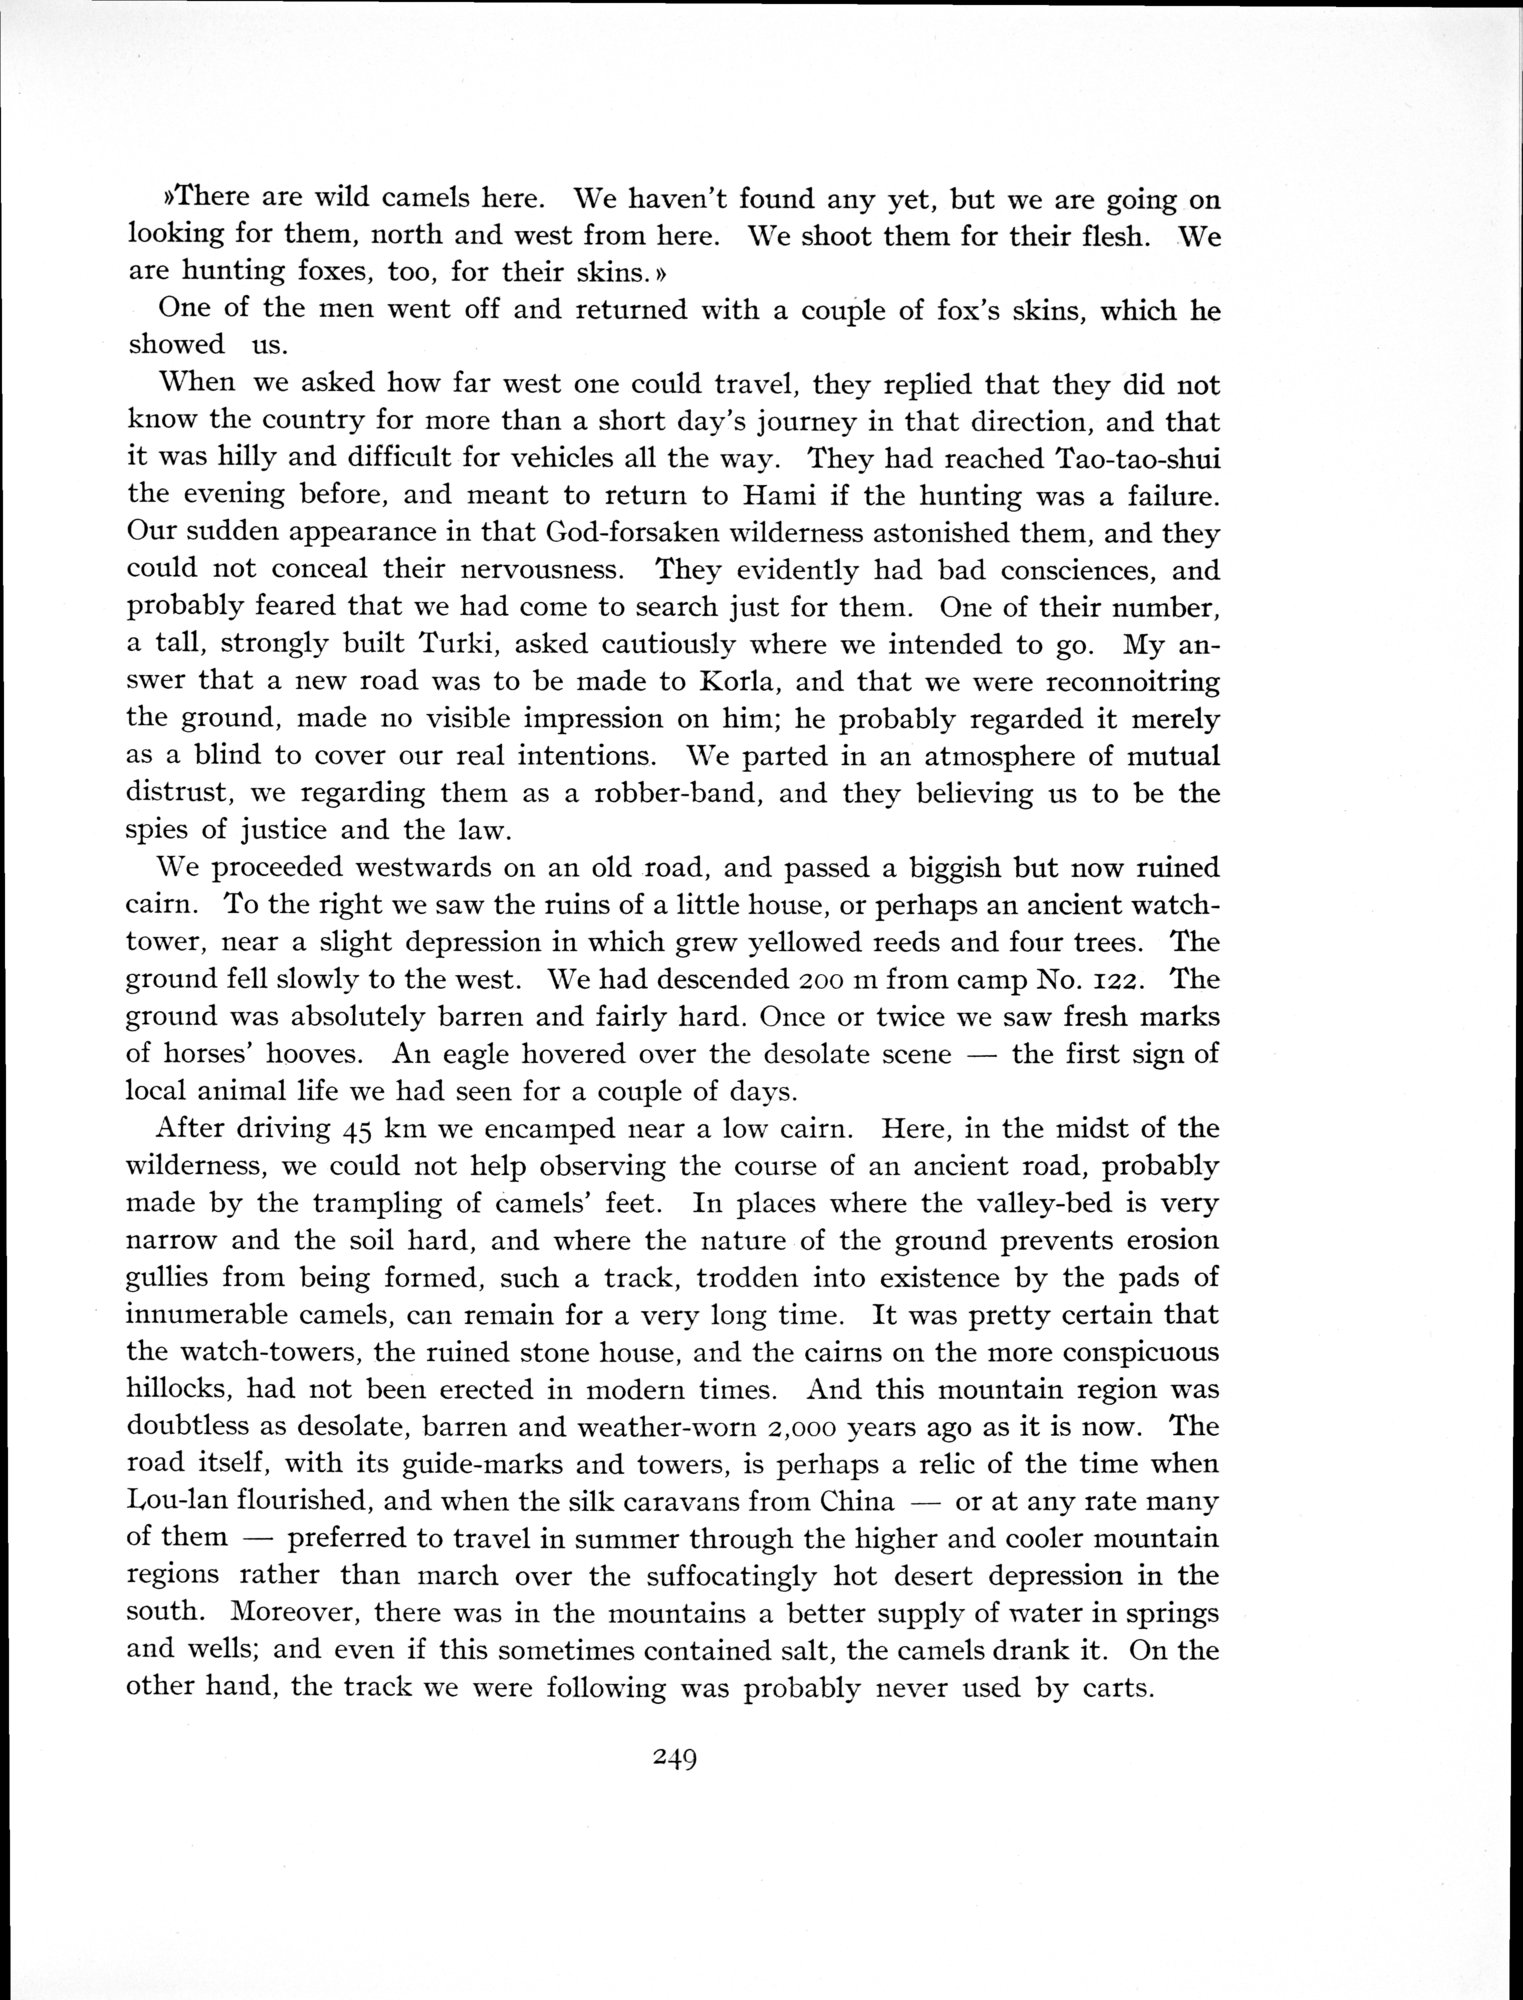 »There are wild camels here. We haven't found any yet, but we are going on
looking for them, north and west from here. We shoot them for their flesh. We
are hunting foxes, too, for their skins.»
One of the men went off and returned with a couple of fox's skins, which he
showed us.
When we asked how far west one could travel, they replied that they did not
know the country for more than a short day's journey in that direction, and that
it was hilly and difficult for vehicles all the way. They had reached Tao-tao-shui
the evening before, and meant to return to Hami if the hunting was a failure.
Our sudden appearance in that God-forsaken wilderness astonished them, and they
could not conceal their nervousness. They evidently had bad consciences, and
probably feared that we had come to search just for them. One of their number,
a tall, strongly built Turki, asked cautiously where we intended to go. My an-
swer that a new road was to be made to Korla, and that we were reconnoitring
the ground, made no visible impression on him; he probably regarded it merely
as a blind to cover our real intentions. We parted in an atmosphere of mutual
distrust, we regarding them as a robber-band, and they believing us to be the
spies of justice and the law.
We proceeded westwards on an old road, and passed a biggish but now ruined
cairn. To the right we saw the ruins of a little house, or perhaps an ancient watch-
tower, near a slight depression in which grew yellowed reeds and four trees. The
ground fell slowly to the west. We had descended 200 m from camp No. 122. The
ground was absolutely barren and fairly hard. Once or twice we saw fresh marks
of horses' hooves. An eagle hovered over the desolate scene — the first sign of
local animal life we had seen for a couple of days.
After driving 45 km we encamped near a low cairn. Here, in the midst of the
wilderness, we could not help observing the course of an ancient road, probably
made by the trampling of camels' feet. In places where the valley-bed is very
narrow and the soil hard, and where the nature of the ground prevents erosion
gullies from being formed, such a track, trodden into existence by the pads of
innumerable camels, can remain for a very long time. It was pretty certain that
the watch-towers, the ruined stone house, and the cairns on the more conspicuous
hillocks, had not been erected in modern times. And this mountain region was
doubtless as desolate, barren and weather-worn 2,000 years ago as it is now. The
road itself, with its guide-marks and towers, is perhaps a relic of the time when
Lou-lan flourished, and when the silk caravans from China — or at any rate many
of them — preferred to travel in summer through the higher and cooler mountain
regions rather than march over the suffocatingly hot desert depression in the
south. Moreover, there was in the mountains a better supply of water in springs
and wells; and even if this sometimes contained salt, the camels drank it. On the
other hand, the track we were following was probably never used by carts.
249